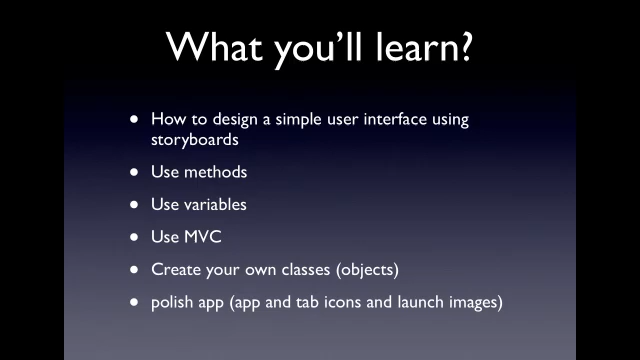 What you'll learn?
• How to design a simple user interface using
storyboards
• Use methods
• Use variables
• Use MVC
• Create your own classes (objects)
• polish app (app and tab icons and launch images)